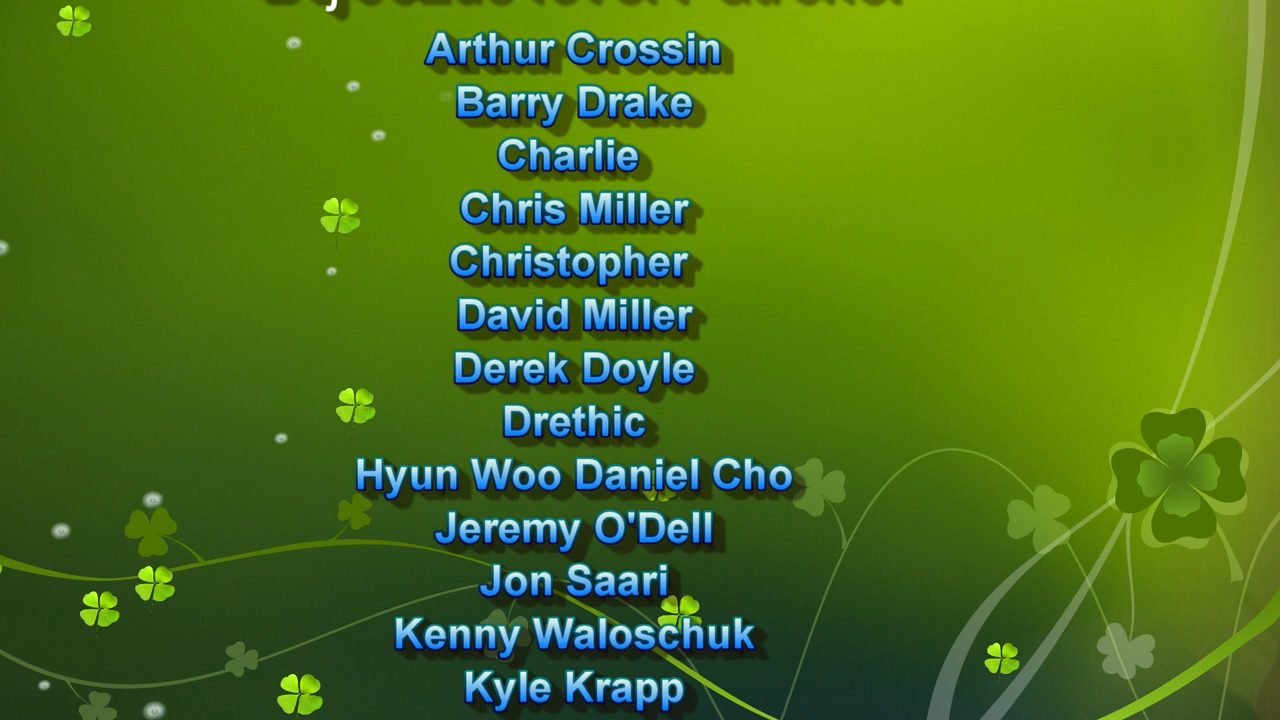 Arthur Crossin
Barry Drake
Charlie
Chris Miller
Christopher
David Miller
Derek Doyle
Drethic
Hyun Woo Daniel Cho
Jeremy O'Dell
Jon Saari
Kenny Waloschuk
Kyle Krapp